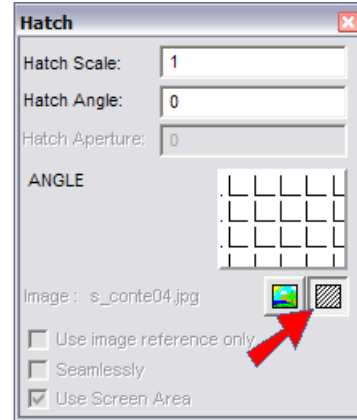 Hatch
Hatch Scale: 1
Hatch Angle: 0
Hatch Aperture: 0
ANGLE
Image : s_conte04.jpg
Use image reference only
Seamlessly
Use Screen Area